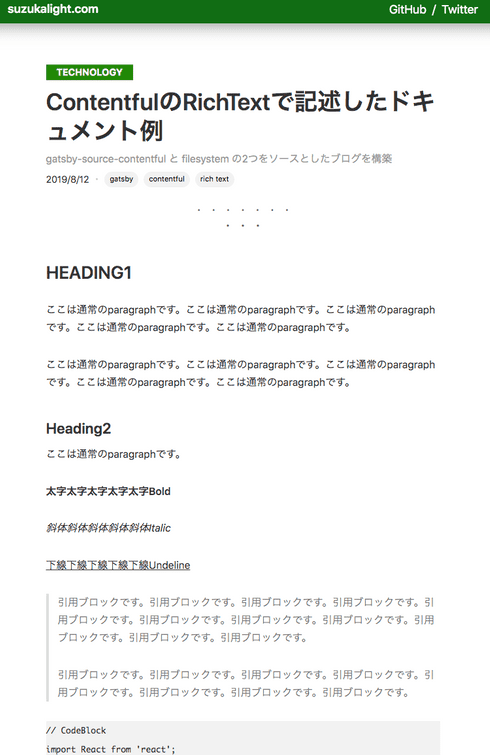 suzukalight.com
GitHub / Twitter
TECHNOLOGY
ContentfulのRichTextで記述したドキ
ュメント例
gatsby-source-contentful と filesystem の2つをソースとしたブログを構築
2019/8/12 ・ gatsby contentful rich text
・ ・ ・ ・ ・ ・ ・
・ ・ ・
HEADING1
ここは通常のparagraphです。ここは通常のparagraphです。ここは通常のparagraph
です。ここは通常のparagraphです。ここは通常のparagraphです。
ここは通常のparagraphです。ここは通常のparagraphです。ここは通常のparagraph
です。ここは通常のparagraphです。ここは通常のparagraphです。
Heading2
ここは通常のparagraphです。
太字太字太字太字太字Bold
斜体斜体斜体斜体斜体Italic
下線下線下線下線下線Undeline
引用ブロックです。引用ブロックです。引用ブロックです。引用ブロックです。引
用ブロックです。引用ブロックです。引用ブロックです。引用ブロックです。引用
ブロックです。引用ブロックです。引用ブロックです。
引用ブロックです。引用ブロックです。引用ブロックです。引用ブロックです。引
用ブロックです。引用ブロックです。引用ブロックです。引用ブロックです。
// CodeBlock
import React from 'react';